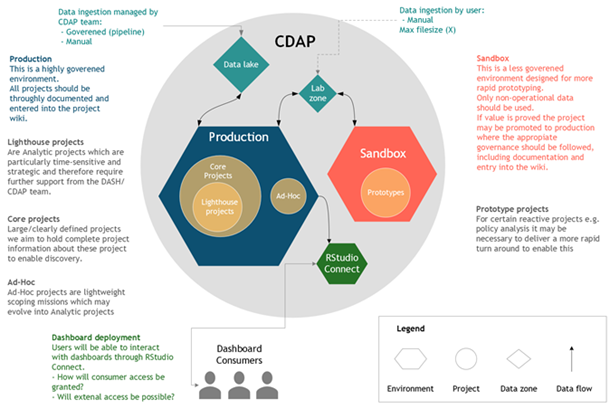 Data ingestion managed by
CDAP team:
- Goverened (pipeline)
- Manual
Data ingestion by user:
- Manual
Max filesize (X)
CDAP
Production
This is a highly governed
environment.
All projects should be
throughly documented and
entered into the project
wiki.
Data lake
Lab
zone
Sandbox
This is a less goverened
environment designed for more
rapid prototyping.
Only non-operational data
should be used.
If value is proved the project
may be promoted to production
where the appropiate
governance should be followed,
including documentation and
entry into the wiki.
Lighthouse projects
Are Analytic projects which are
particularly time-sensitive and
strategic and therefore require
further support from the DASH/
CDAP team.
Production
Core
Projects
Lighthouse
projects
Ad-Hoc
Sandbox
Prototypes
Core projects
Large/clearly defined projects
we aim to hold complete project
information about these project
to enable discovery.
Prototype projects
For certain reactive projects e.g.
policy analysis it may be
necessary to deliver a more rapid
turn around to enable this
RStudio
Connect
Ad-Hoc
Ad-Hoc projects are lightweight
scoping missions which may
evolve into Analytic projects
Dashboard deployment
Users will be able to interact
with dashboards through RStudio
Connect.
- How will consumer access be
granted?
- Will extenal access be possible?
Dashboard
Consumers
Legend
Environment
Project
Data zone
Data flow